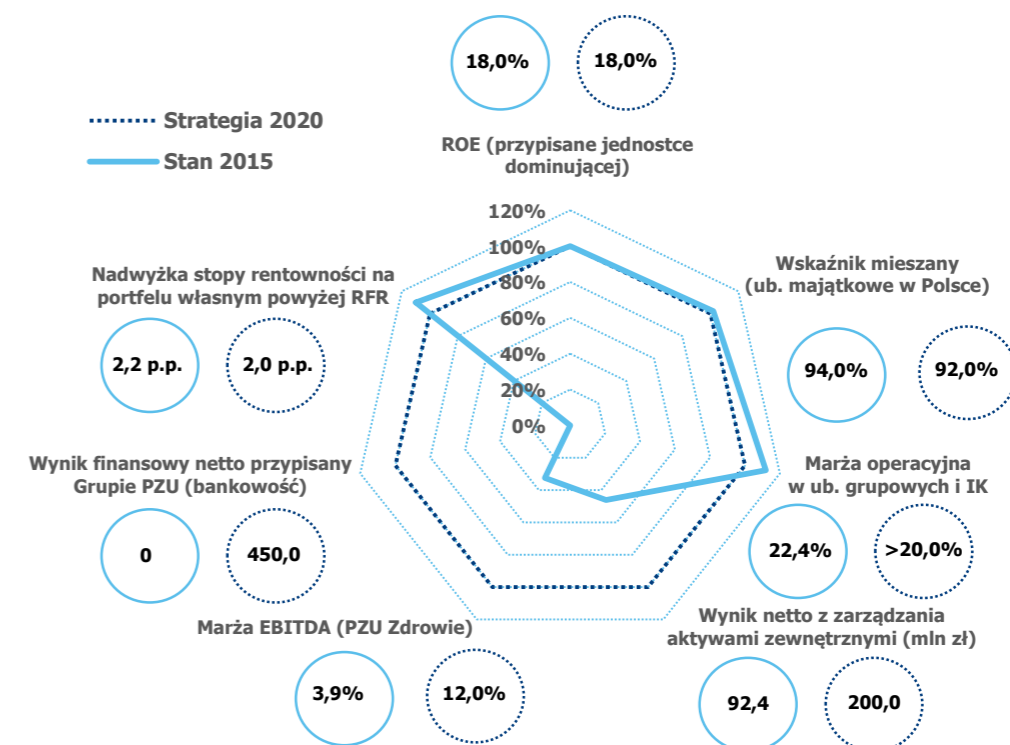 18,0%
18,0%
Strategia 2020
Stan 2015
ROE (przypisane jednostce
dominującej)
120%
100%
80%
60%
40%
20%
0%
Wskaźnik mieszany
(ub. majątkowe w Polsce)
94,0%
92,0%
Marża operacyjna
w ub. grupowych i IK
22,4%
>20,0%
Wynik netto z zarządzania
aktywami zewnętrznymi (mln zł)
92,4
200,0
Marża EBITDA (PZU Zdrowie)
3,9%
12,0%
Wynik finansowy netto przypisany
Grupie PZU (bankowość)
0
450,0
Nadwyżka stopy rentowności na
portfelu własnym powyżej RFR
2,2 p.p.
2,0 p.p.